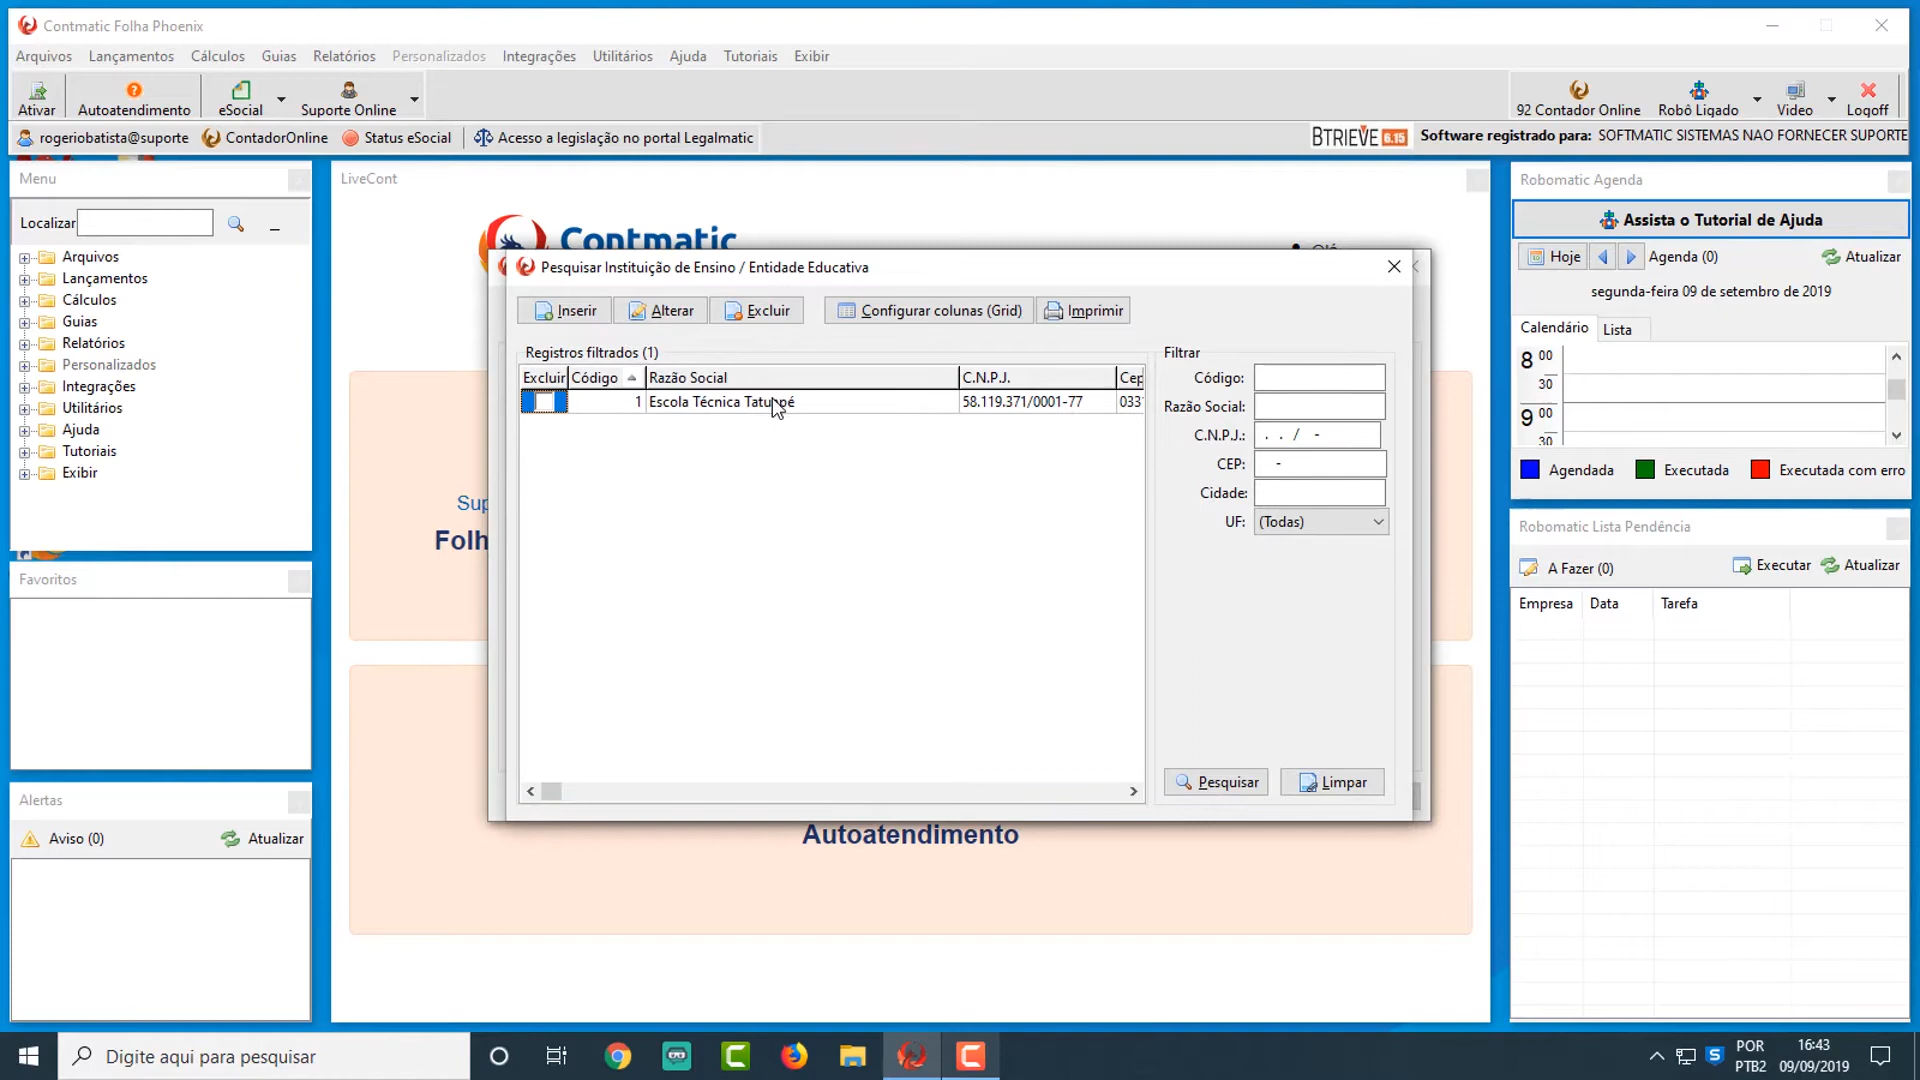 Contmatic Folha Phoenix
Arquivos Lançamentos Cálculos Guias Relatórios Personalizados Integrações Utilitários Ajuda Tutoriais Exibir
Ativar Autoatendimento eSocial Suporte Online 92 Contador Online Robô Ligado Video Logoff
rogeriobatista@suporte ContadorOnline Status eSocial Acesso a legislação no portal Legalmatic BTRIEVE 6.15 Software registrado para: SOFTMATIC SISTEMAS NAO FORNECER SUPORTE
Menu
Localizar
Arquivos
Lançamentos
Cálculos
Guias
Relatórios
Personalizados
Integrações
Utilitários
Ajuda
Tutoriais
Exibir
Favoritos
Alertas
Aviso (0) Atualizar
LiveCont
Contmatic
Olá
Sup
Folh
Autoatendimento
Pesquisar Instituição de Ensino / Entidade Educativa
Inserir Alterar Excluir Configurar colunas (Grid) Imprimir
Registros filtrados (1)
Excluir Código Razão Social C.N.P.J. Cep
1 Escola Técnica Tatuapé 58.119.371/0001-77 033
Filtrar
Código:
Razão Social:
C.N.P.J.: . . / -
CEP: -
Cidade:
UF: (Todas)
Pesquisar Limpar
Robomatic Agenda
Assista o Tutorial de Ajuda
Hoje Agenda (0) Atualizar
segunda-feira 09 de setembro de 2019
Calendário Lista
8 00
30
9 00
30
Agendada Executada Executada com erro
Robomatic Lista Pendência
A Fazer (0) Executar Atualizar
Empresa Data Tarefa
Digite aqui para pesquisar
POR 16:43
PTB2 09/09/2019